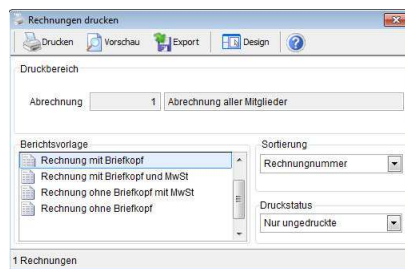 Rechnungen drucken
Drucken Vorschau Export Design
Druckbereich
Abrechnung 1 Abrechnung aller Mitglieder
Berichtsvorlage
Rechnung mit Briefkopf
Rechnung mit Briefkopf und MwSt
Rechnung ohne Briefkopf mit MwSt
Rechnung ohne Briefkopf
Sortierung
Rechnungnummer
Druckstatus
Nur ungedruckte
1 Rechnungen